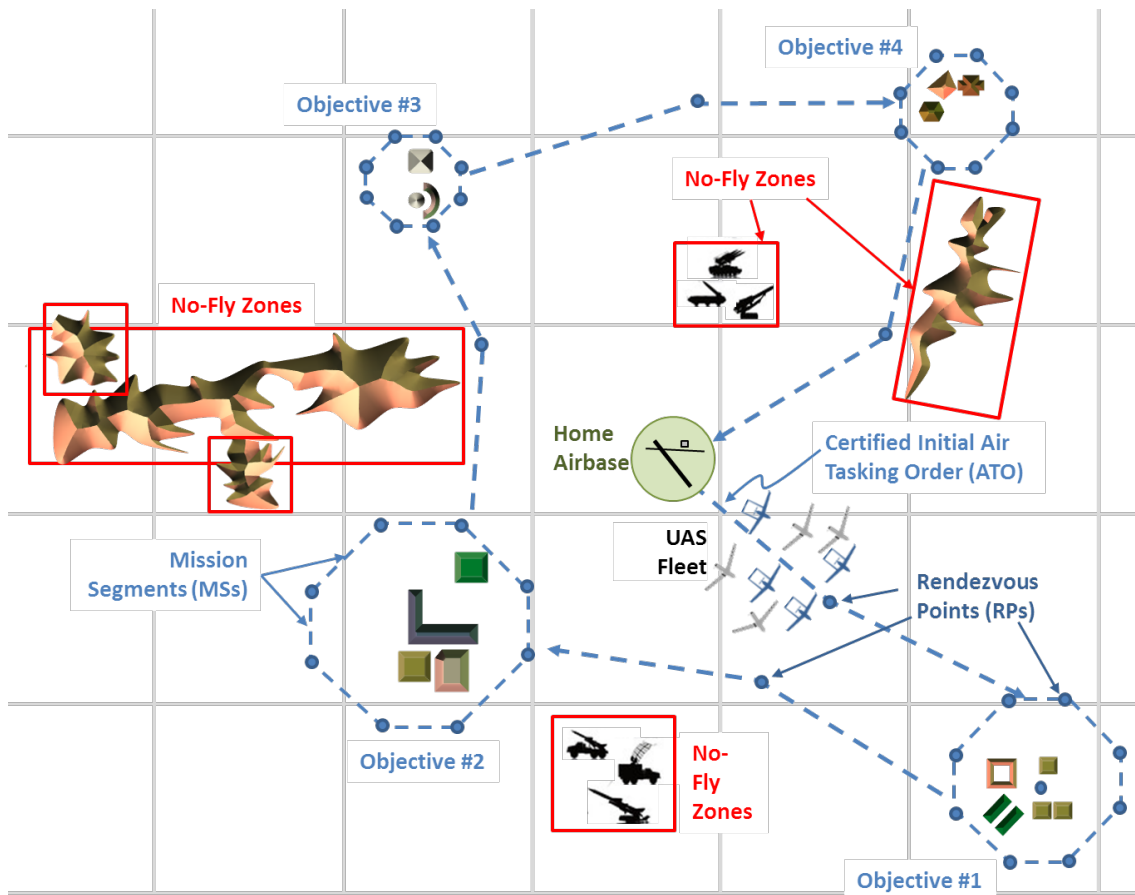 Objective #4
Objective #3
No-Fly Zones
No-Fly Zones
Home
Airbase
Certified Initial Air
Tasking Order (ATO)
UAS
Fleet
Mission
Segments (MSs)
Rendezvous
Points (RPs)
Objective #2
No-
Fly
Zones
Objective #1